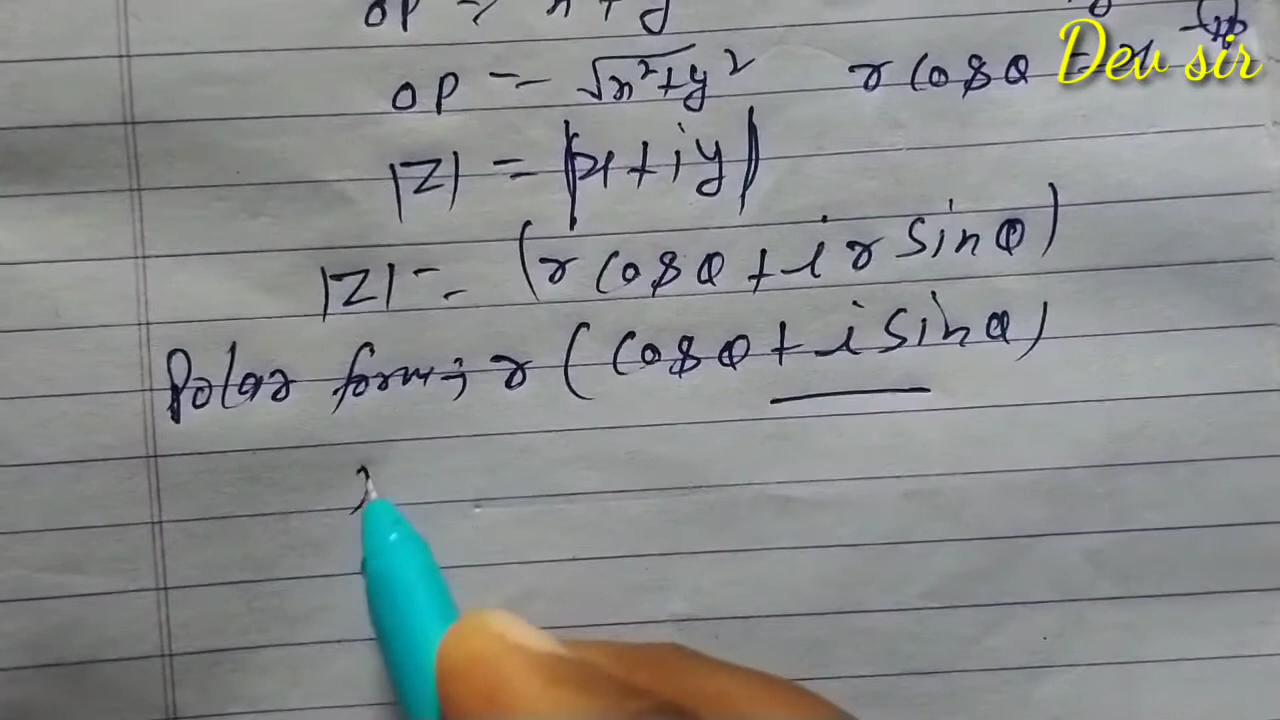 OP = √x²+y² r cosθ
Dev sir
|Z| = |x+iy|
|Z| = (r cosθ + i r sinθ)
Polar form ÷ r ( cosθ + i sinθ)